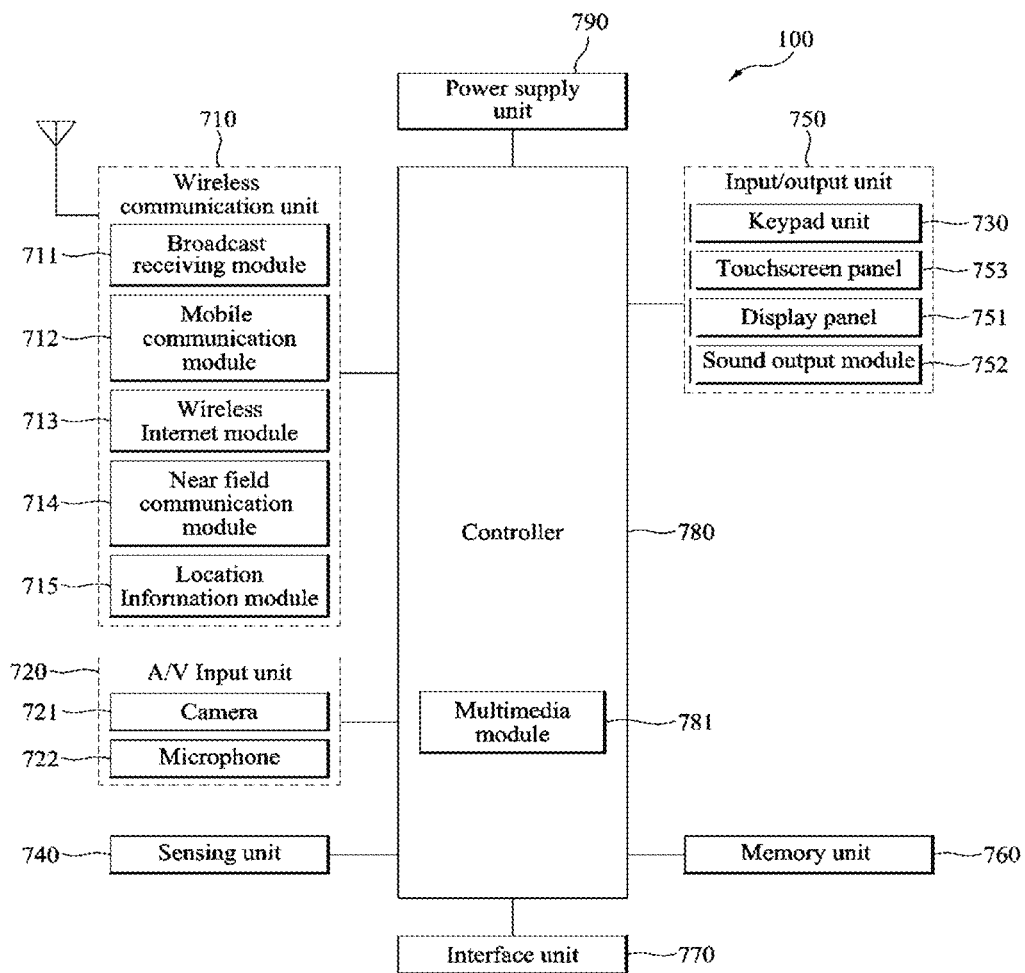 790
100
Power supply
unit
710
750
Wireless
communication unit
711
Broadcast
receiving module
712
Mobile
communication
module
713
Wireless
Internet module
714
Near field
communication
module
715
Location
Information module
720
A/V Input unit
721
Camera
722
Microphone
740
Sensing unit
Controller
780
Multimedia
module
781
Input/output unit
Keypad unit
730
Touchscreen panel
753
Display panel
751
Sound output module
752
Memory unit
760
Interface unit
770